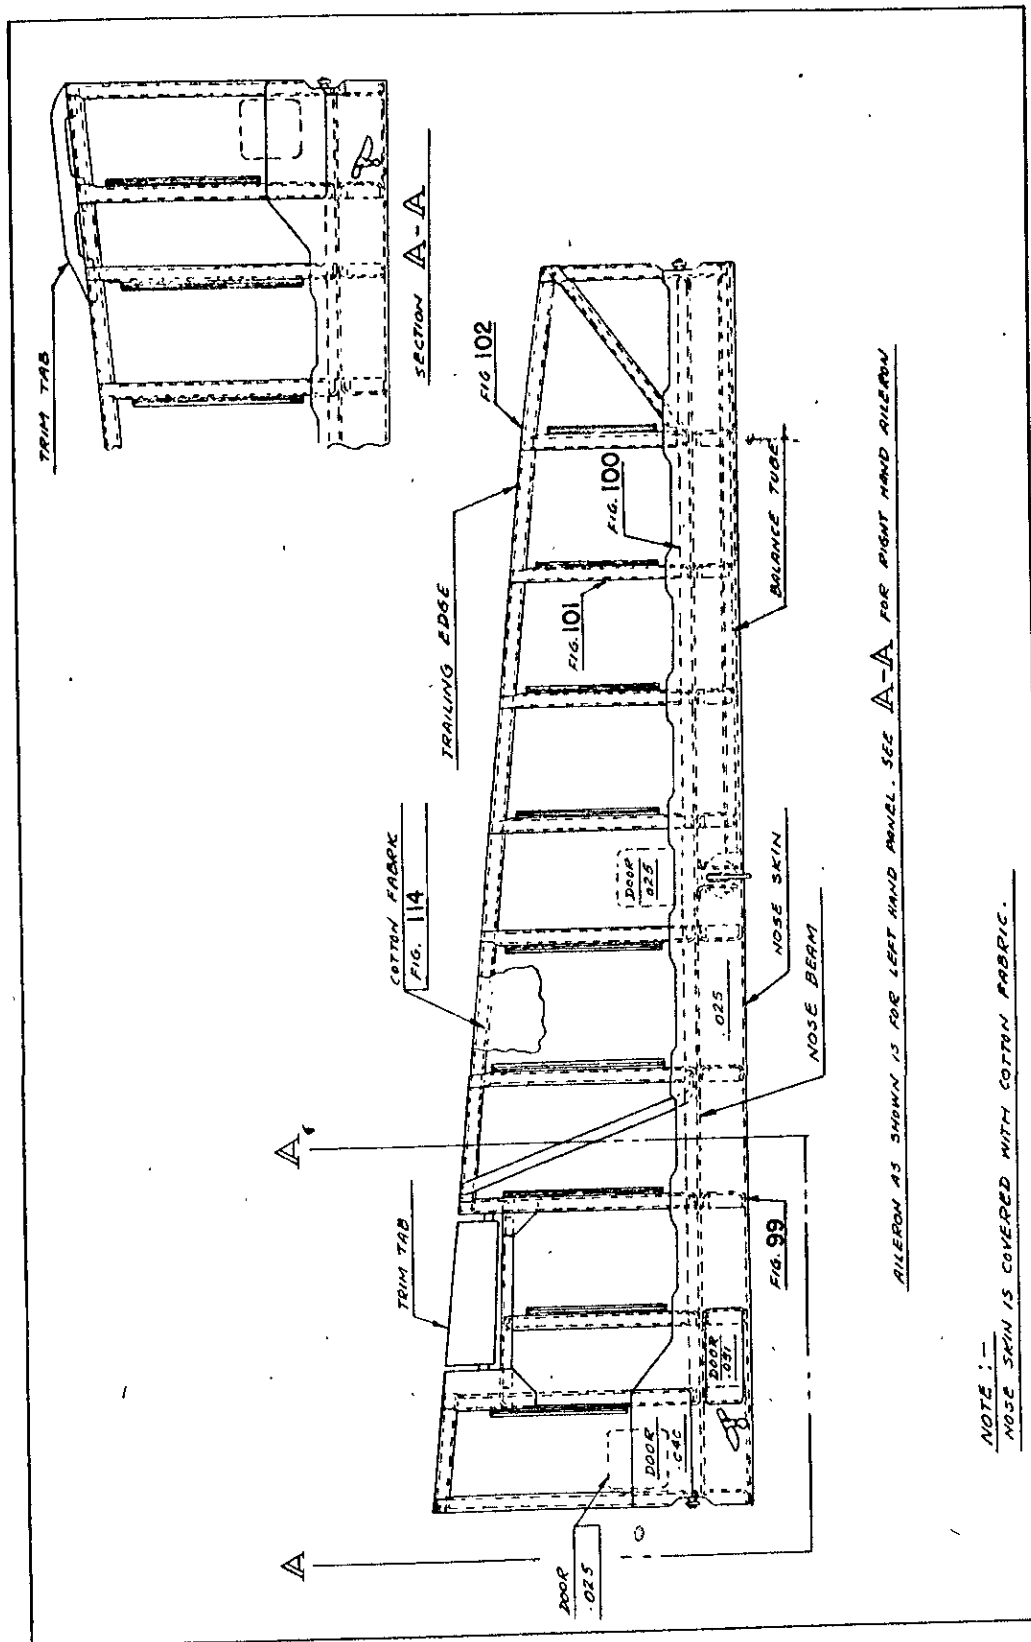 TRIM TAB
SECTION A-A
FIG 102
TRAILING EDGE
FIG. 101
FIG. 100
BALANCE TUBE
COTTON FABRIC
FIG. 114
DOOR
.025
.025
NOSE SKIN
NOSE BEAM
A
TRIM TAB
FIG. 99
DOOR
.031
DOOR
A
DOOR
.025
AILERON AS SHOWN IS FOR LEFT HAND PANEL. SEE A-A FOR RIGHT HAND AILERON
NOTE:-
NOSE SKIN IS COVERED WITH COTTON FABRIC.